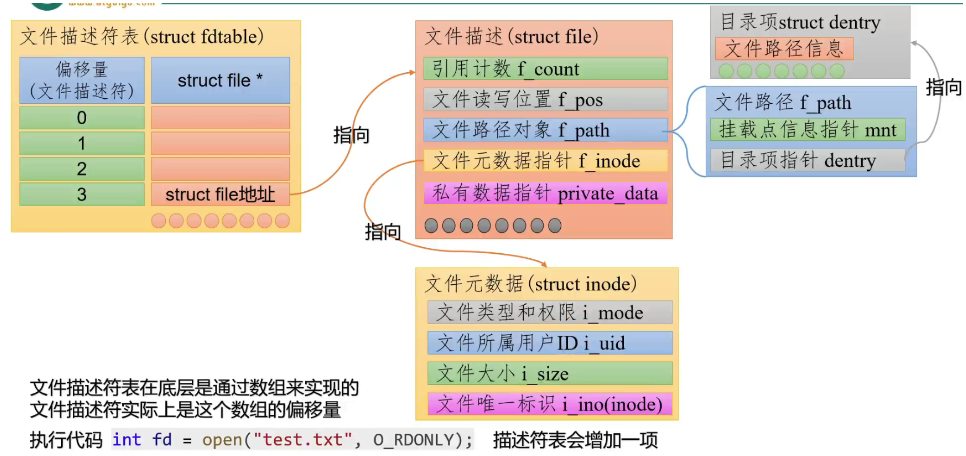 文件描述符表(struct fdtable)
偏移量
(文件描述符)
struct file *
0
1
2
3
struct file地址
指向
文件描述(struct file)
引用计数 f_count
文件读写位置 f_pos
文件路径对象 f_path
文件元数据指针 f_inode
私有数据指针 private_data
指向
目录项struct dentry
文件路径信息
指向
文件路径 f_path
挂载点信息指针 mnt
目录项指针 dentry
文件元数据(struct inode)
文件类型和权限 i_mode
文件所属用户ID i_uid
文件大小 i_size
文件唯一标识 i_ino(inode)
文件描述符表在底层是通过数组来实现的
文件描述符实际上是这个数组的偏移量
执行代码 int fd = open("test.txt", O_RDONLY); 描述符表会增加一项